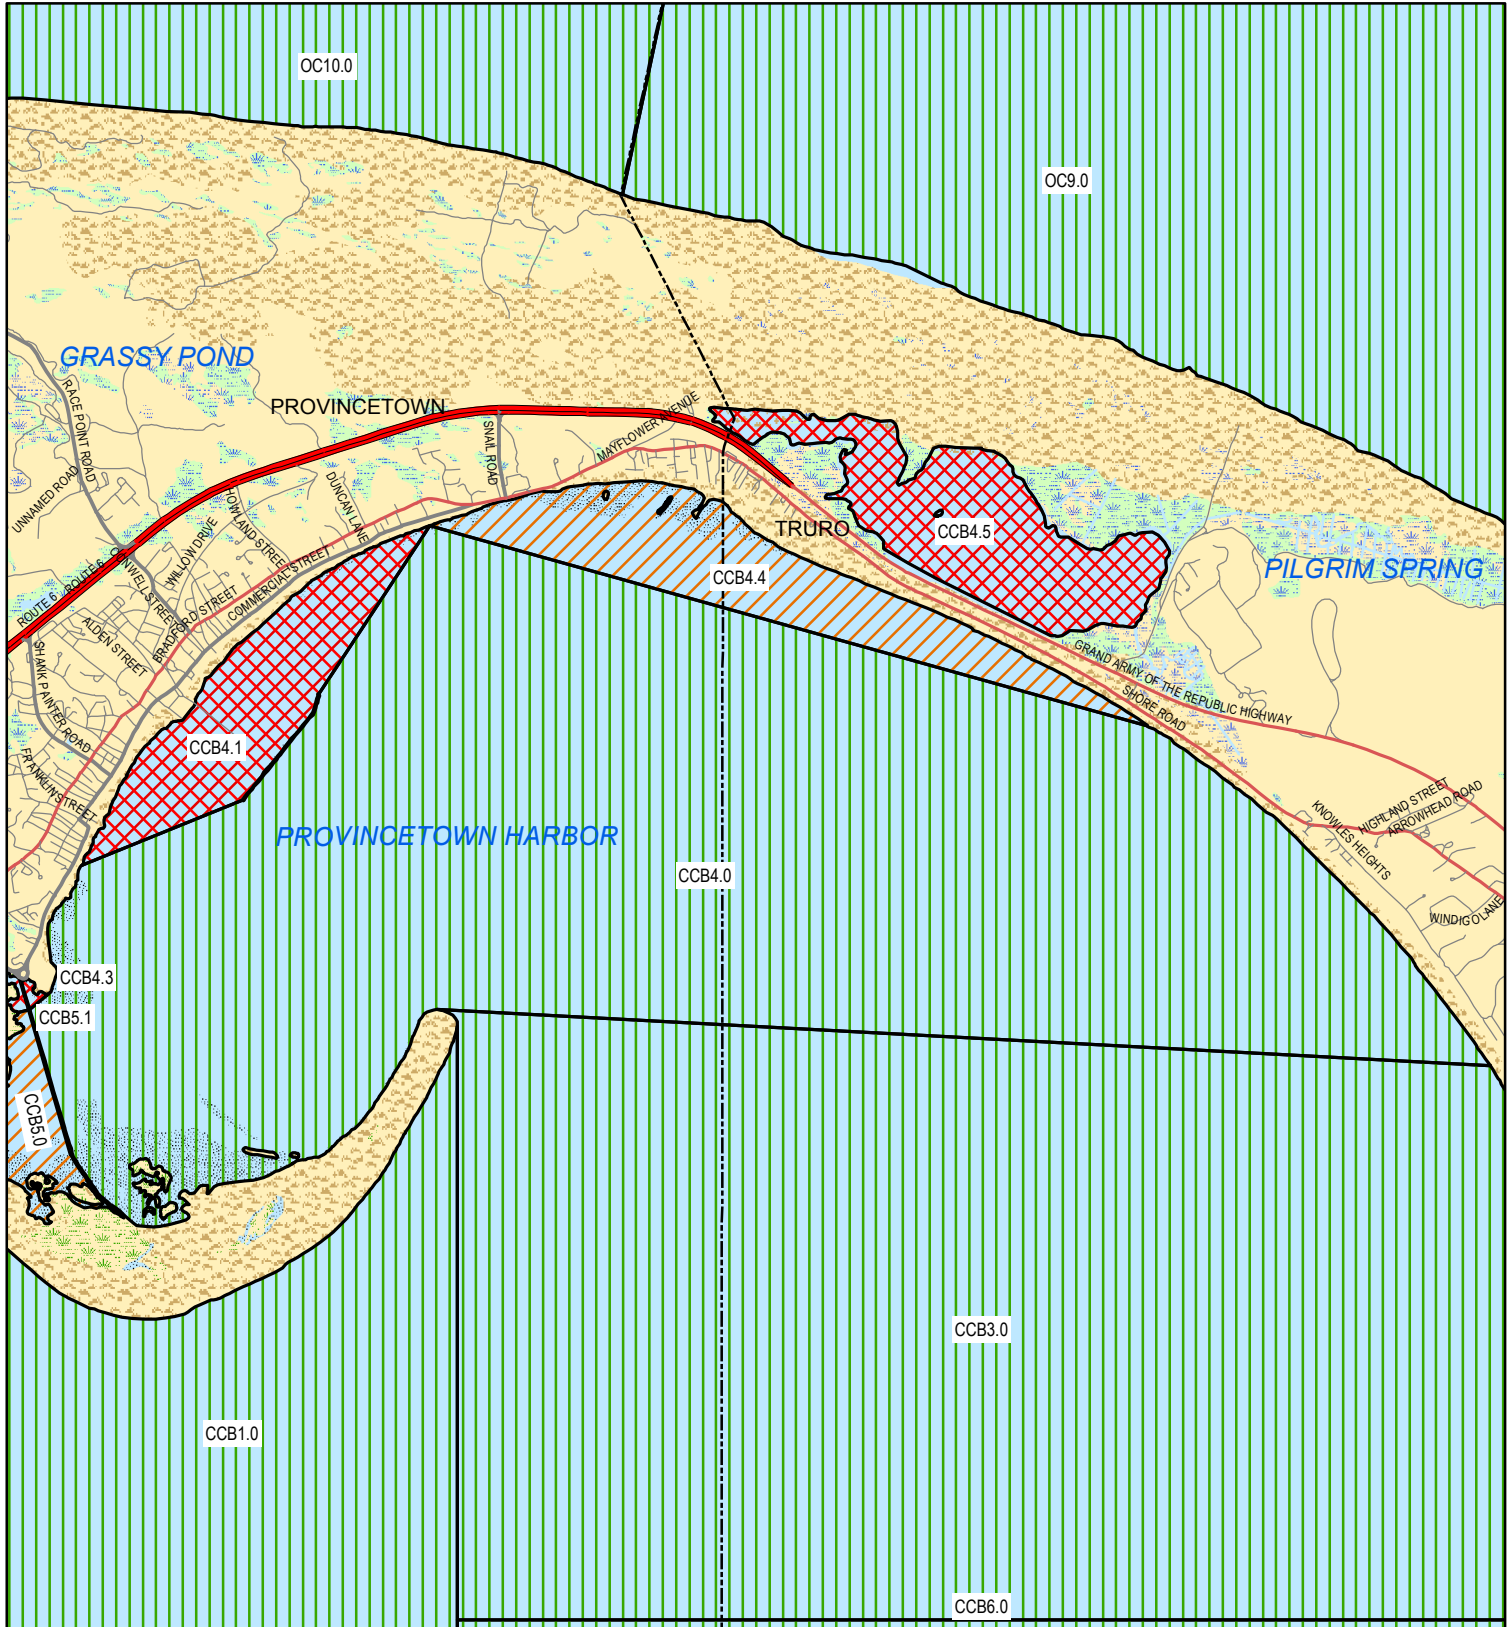 OC10.0
OC9.0
GRASSY POND
RACE POINT ROAD
PROVINCETOWN
MAYFLOWER AVENUE
SNAIL ROAD
UNNAMED ROAD
DUNCAN LANE
HOWLAND STREET
WILLOW DRIVE
CONWELL STREET
TRURO
CCB4.5
PILGRIM SPRING
CCB4.4
ROUTE 6
ROUTE 6
COMMERCIAL STREET
BRADFORD STREET
ALDEN STREET
SHANK PAINTER ROAD
GRAND ARMY OF THE REPUBLIC HIGHWAY
SHORE ROAD
CCB4.1
FRANKLIN STREET
PROVINCETOWN HARBOR
HIGHLAND STREET
ARROWHEAD ROAD
KNOWLES HEIGHTS
CCB4.0
WINDIGO LANE
CCB4.3
CCB5.1
CCB5.0
CCB3.0
CCB1.0
CCB6.0